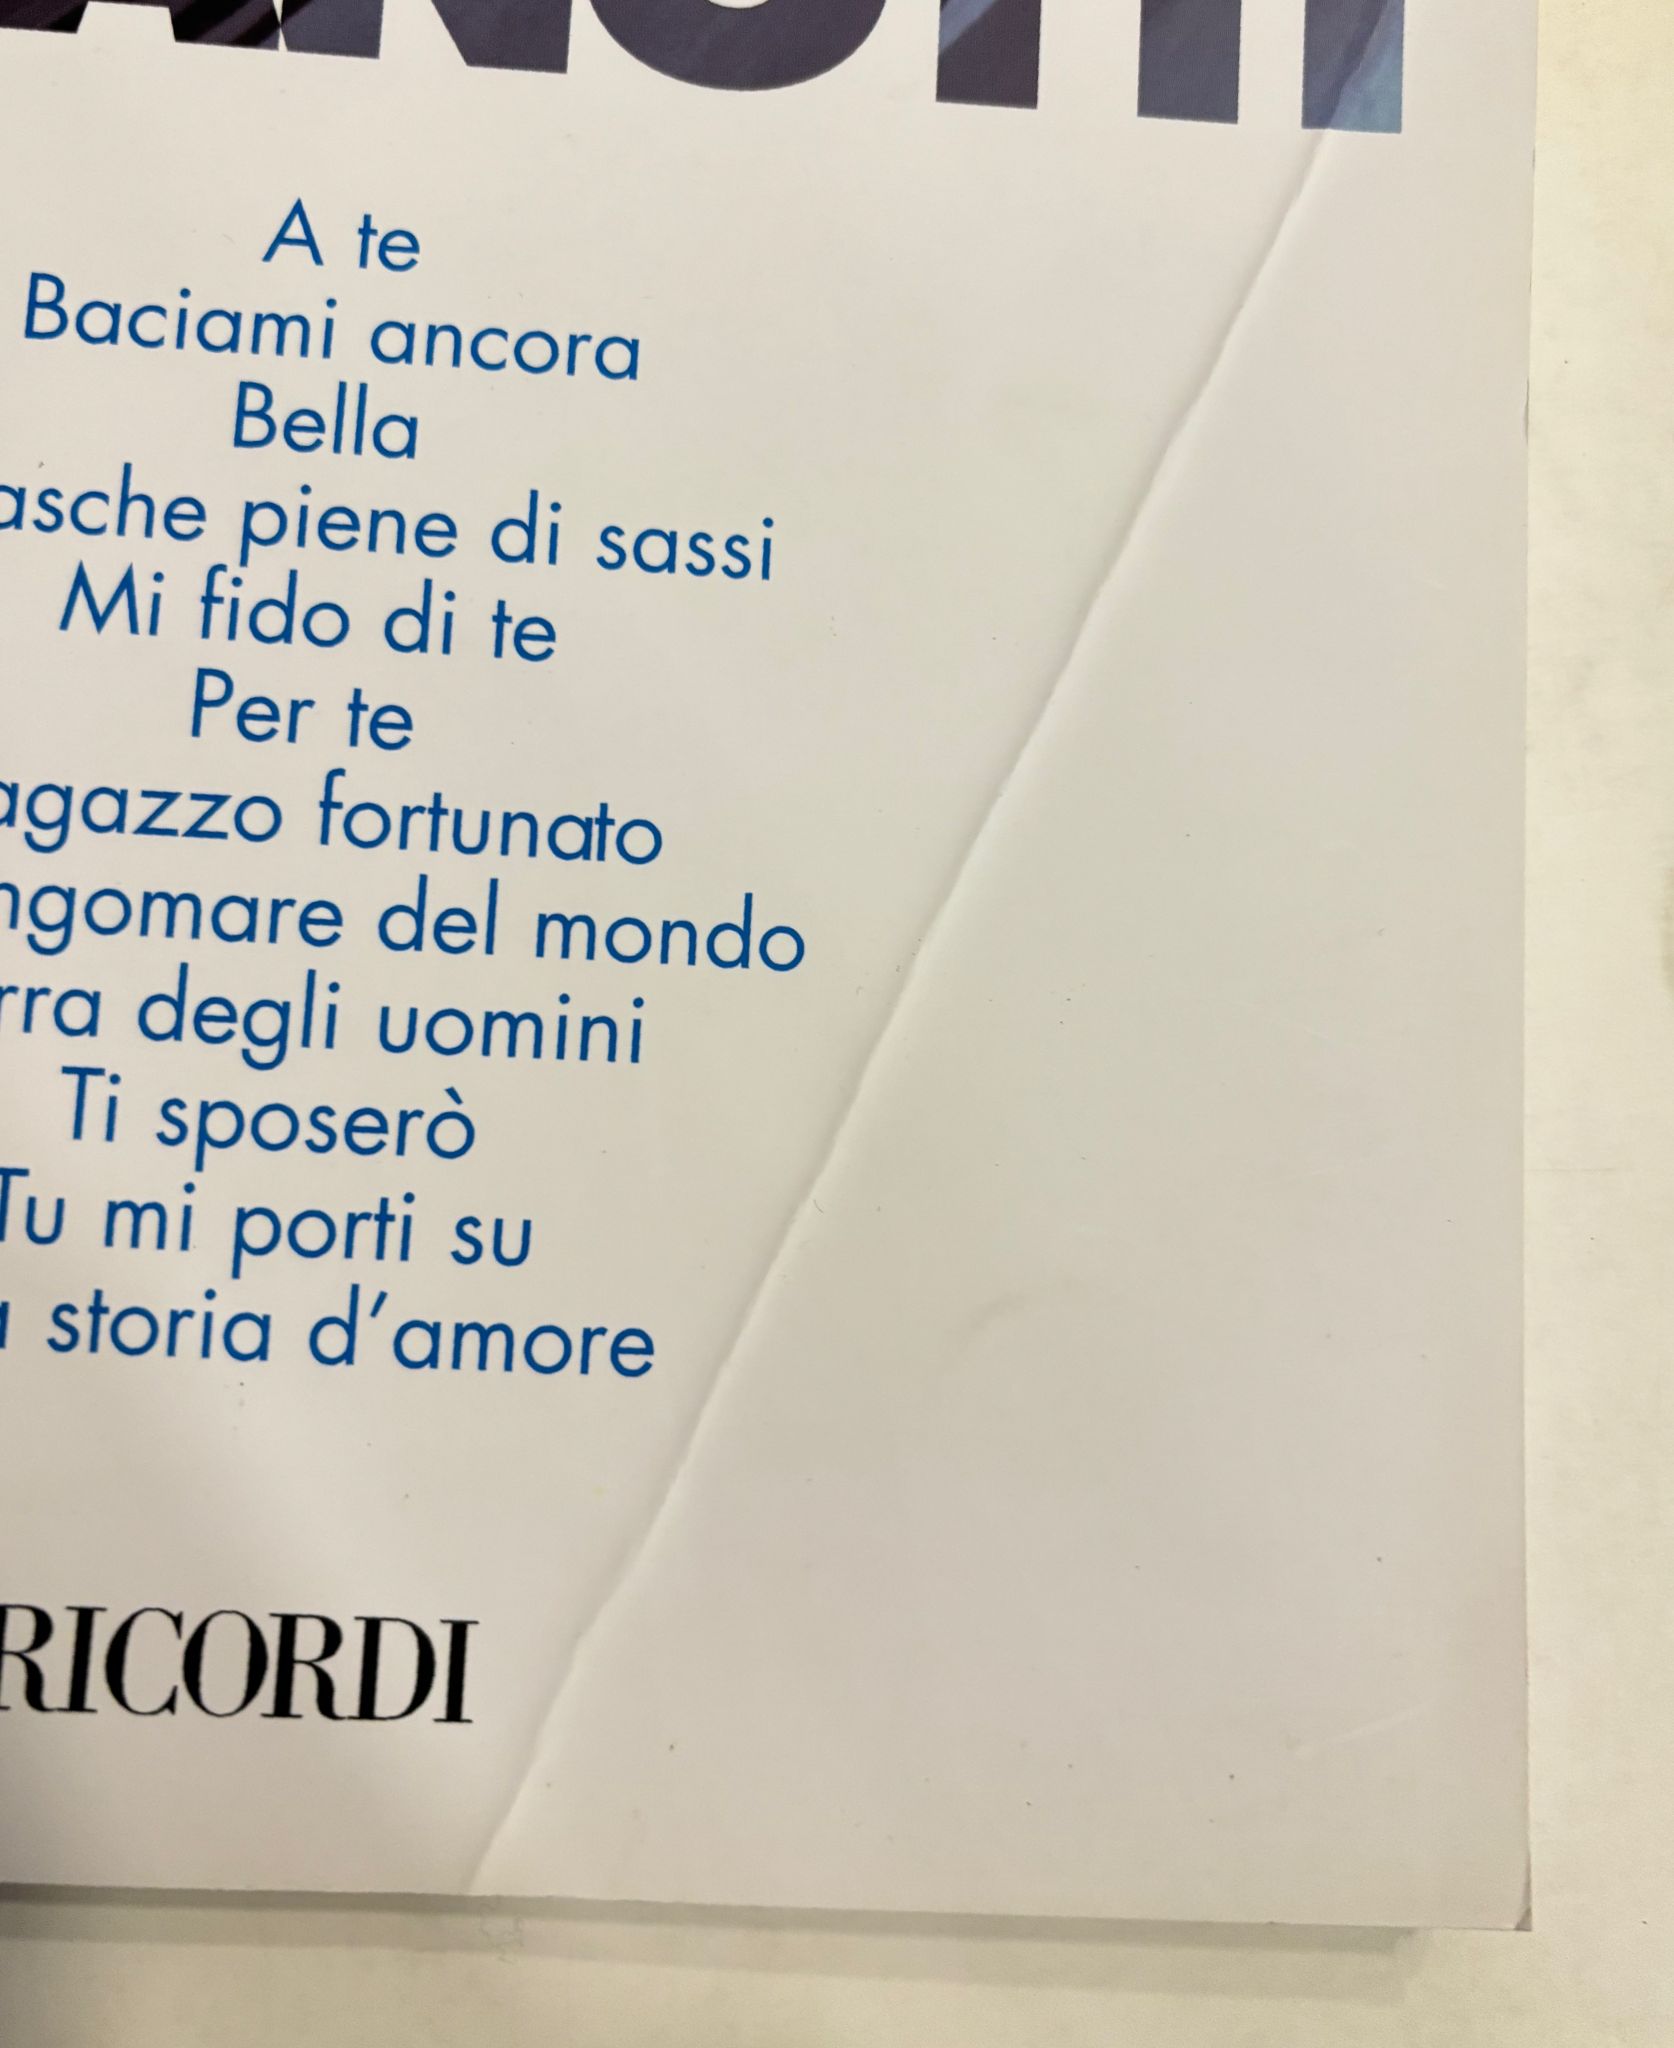 A te
Baciami ancora
Bella
asche piene di sassi
Mi fido di te
Per te
agazzo fortunato
ngomare del mondo
rra degli uomini
Ti sposerò
Tu mi porti su
a storia d'amore
RICORDI